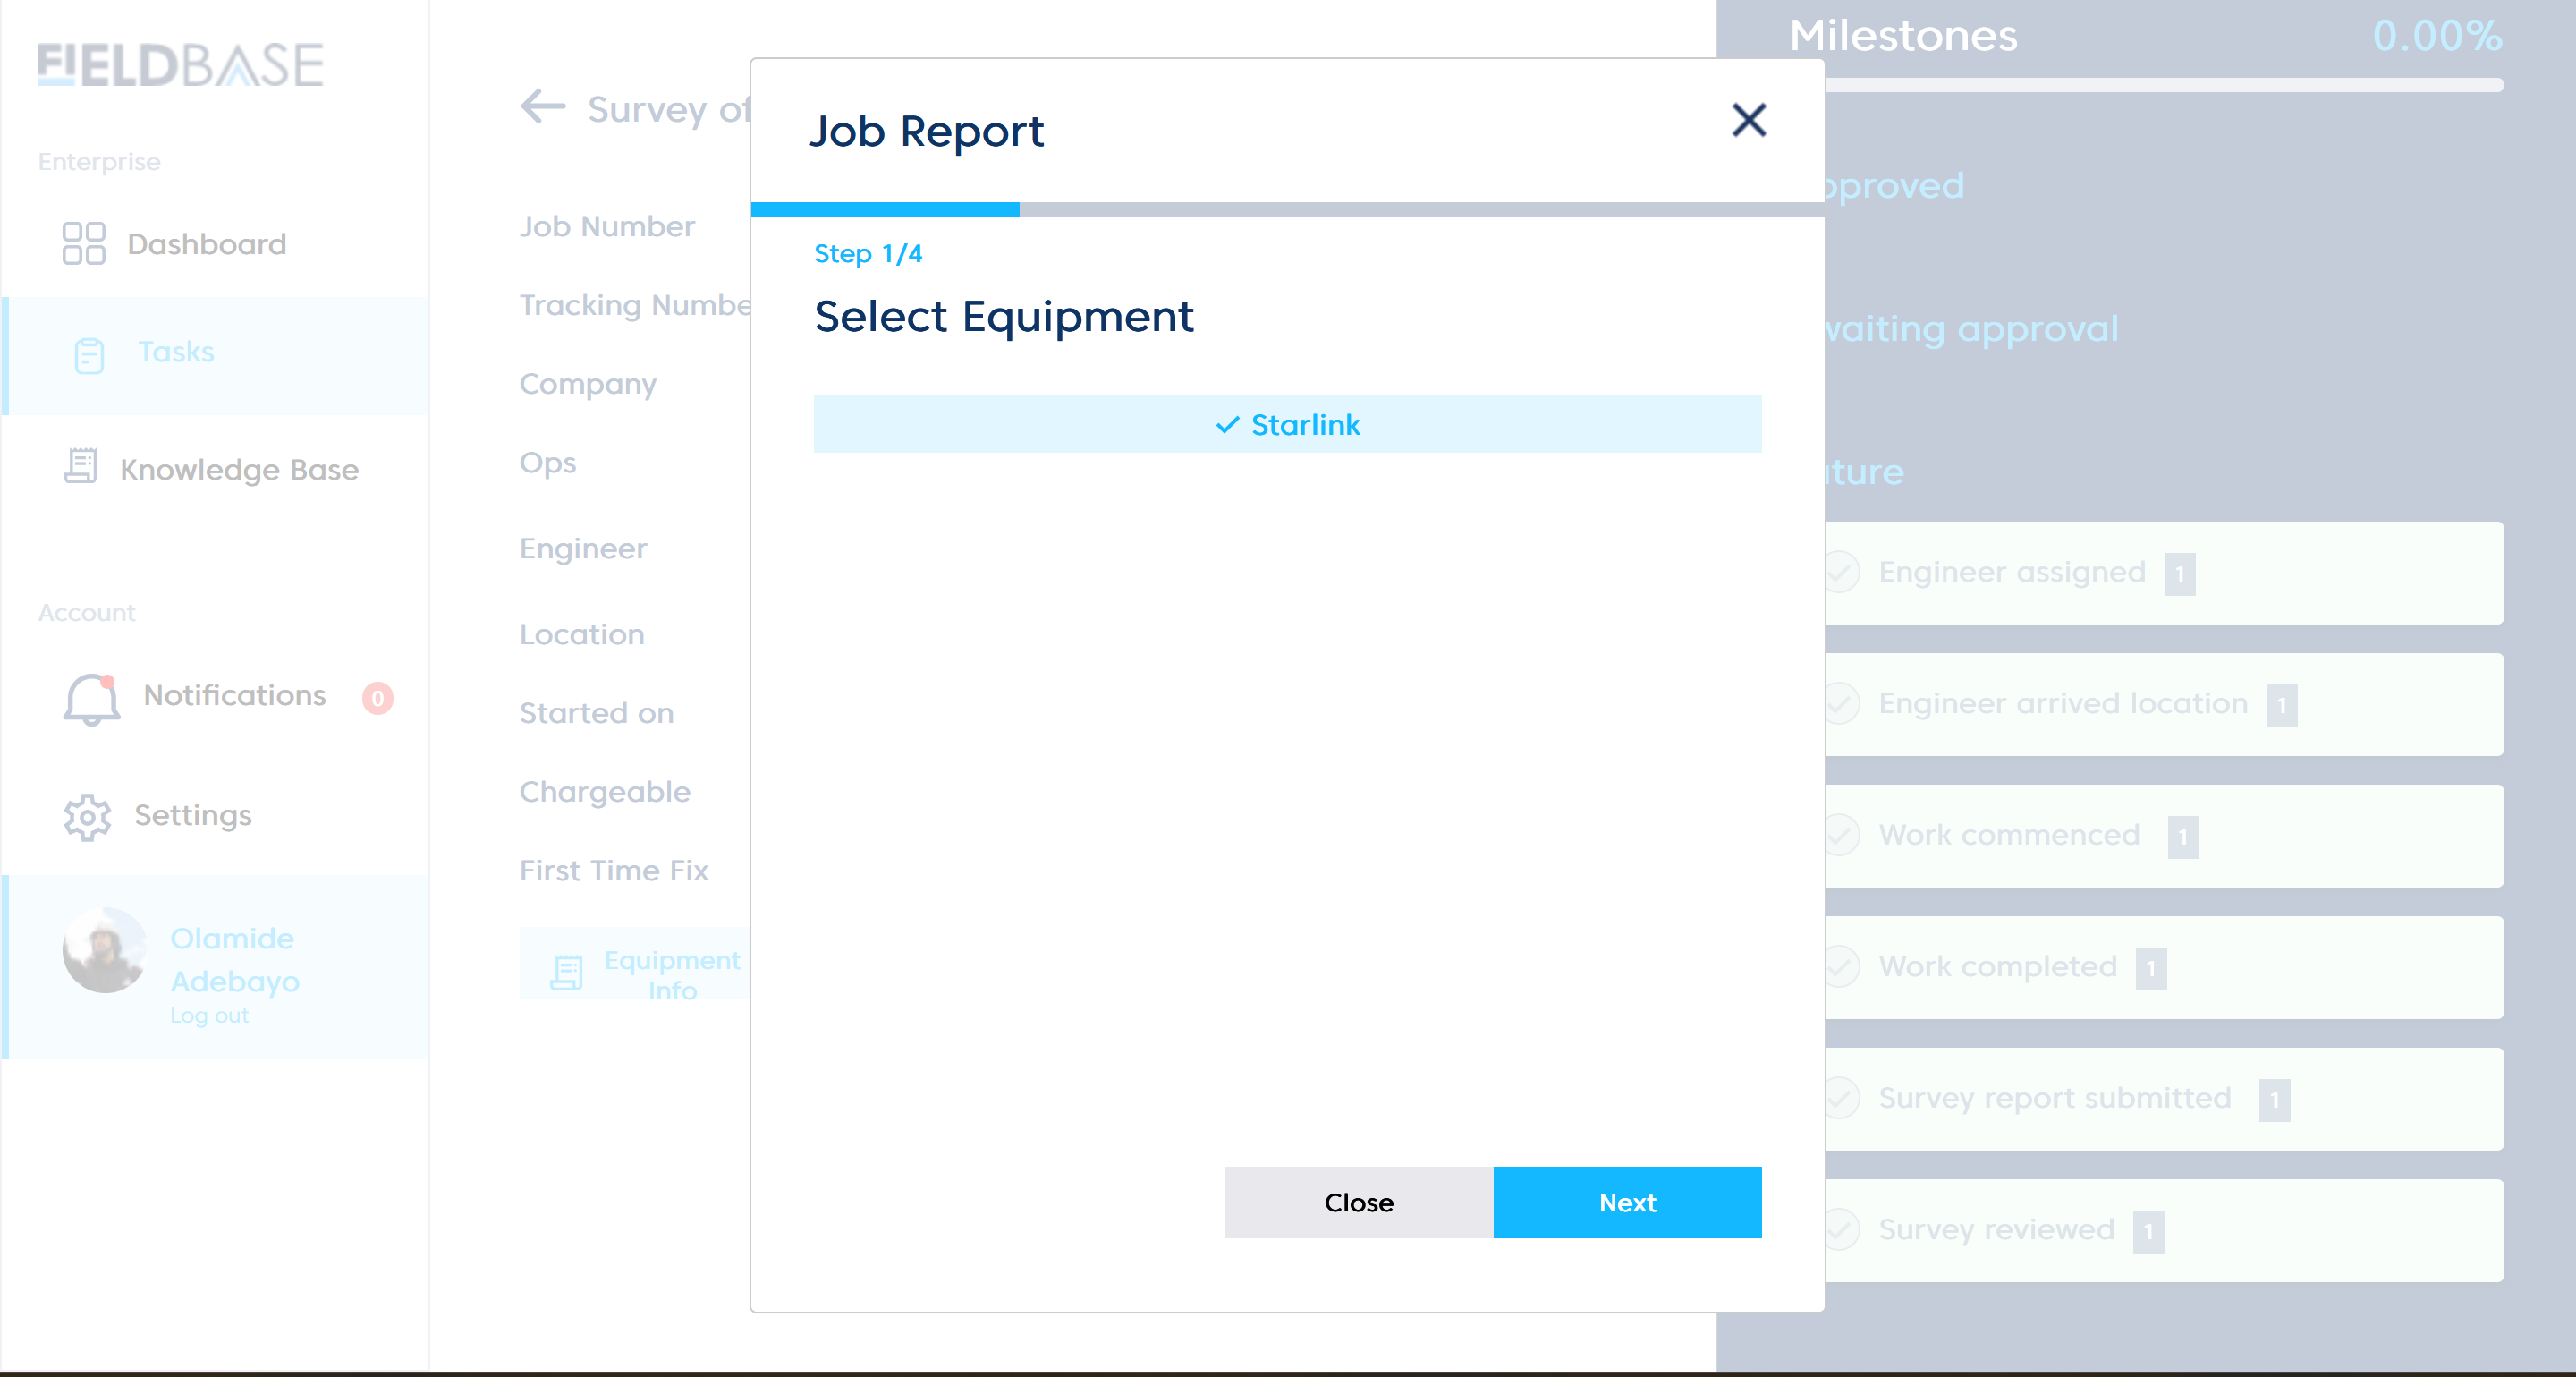 FIELDBASE
Enterprise
Dashboard
Tasks
Knowledge Base
Account
Notifications 0
Settings
Olamide
Adebayo
Log out
Survey of
Job Number
Tracking Numbe
Company
Ops
Engineer
Location
Started on
Chargeable
First Time Fix
Equipment
Info
Job Report
Step 1/4
Select Equipment
Starlink
Close
Next
Milestones 0.00%
pproved
waiting approval
ture
Engineer assigned 1
Engineer arrived location 1
Work commenced 1
Work completed 1
Survey report submitted 1
Survey reviewed 1